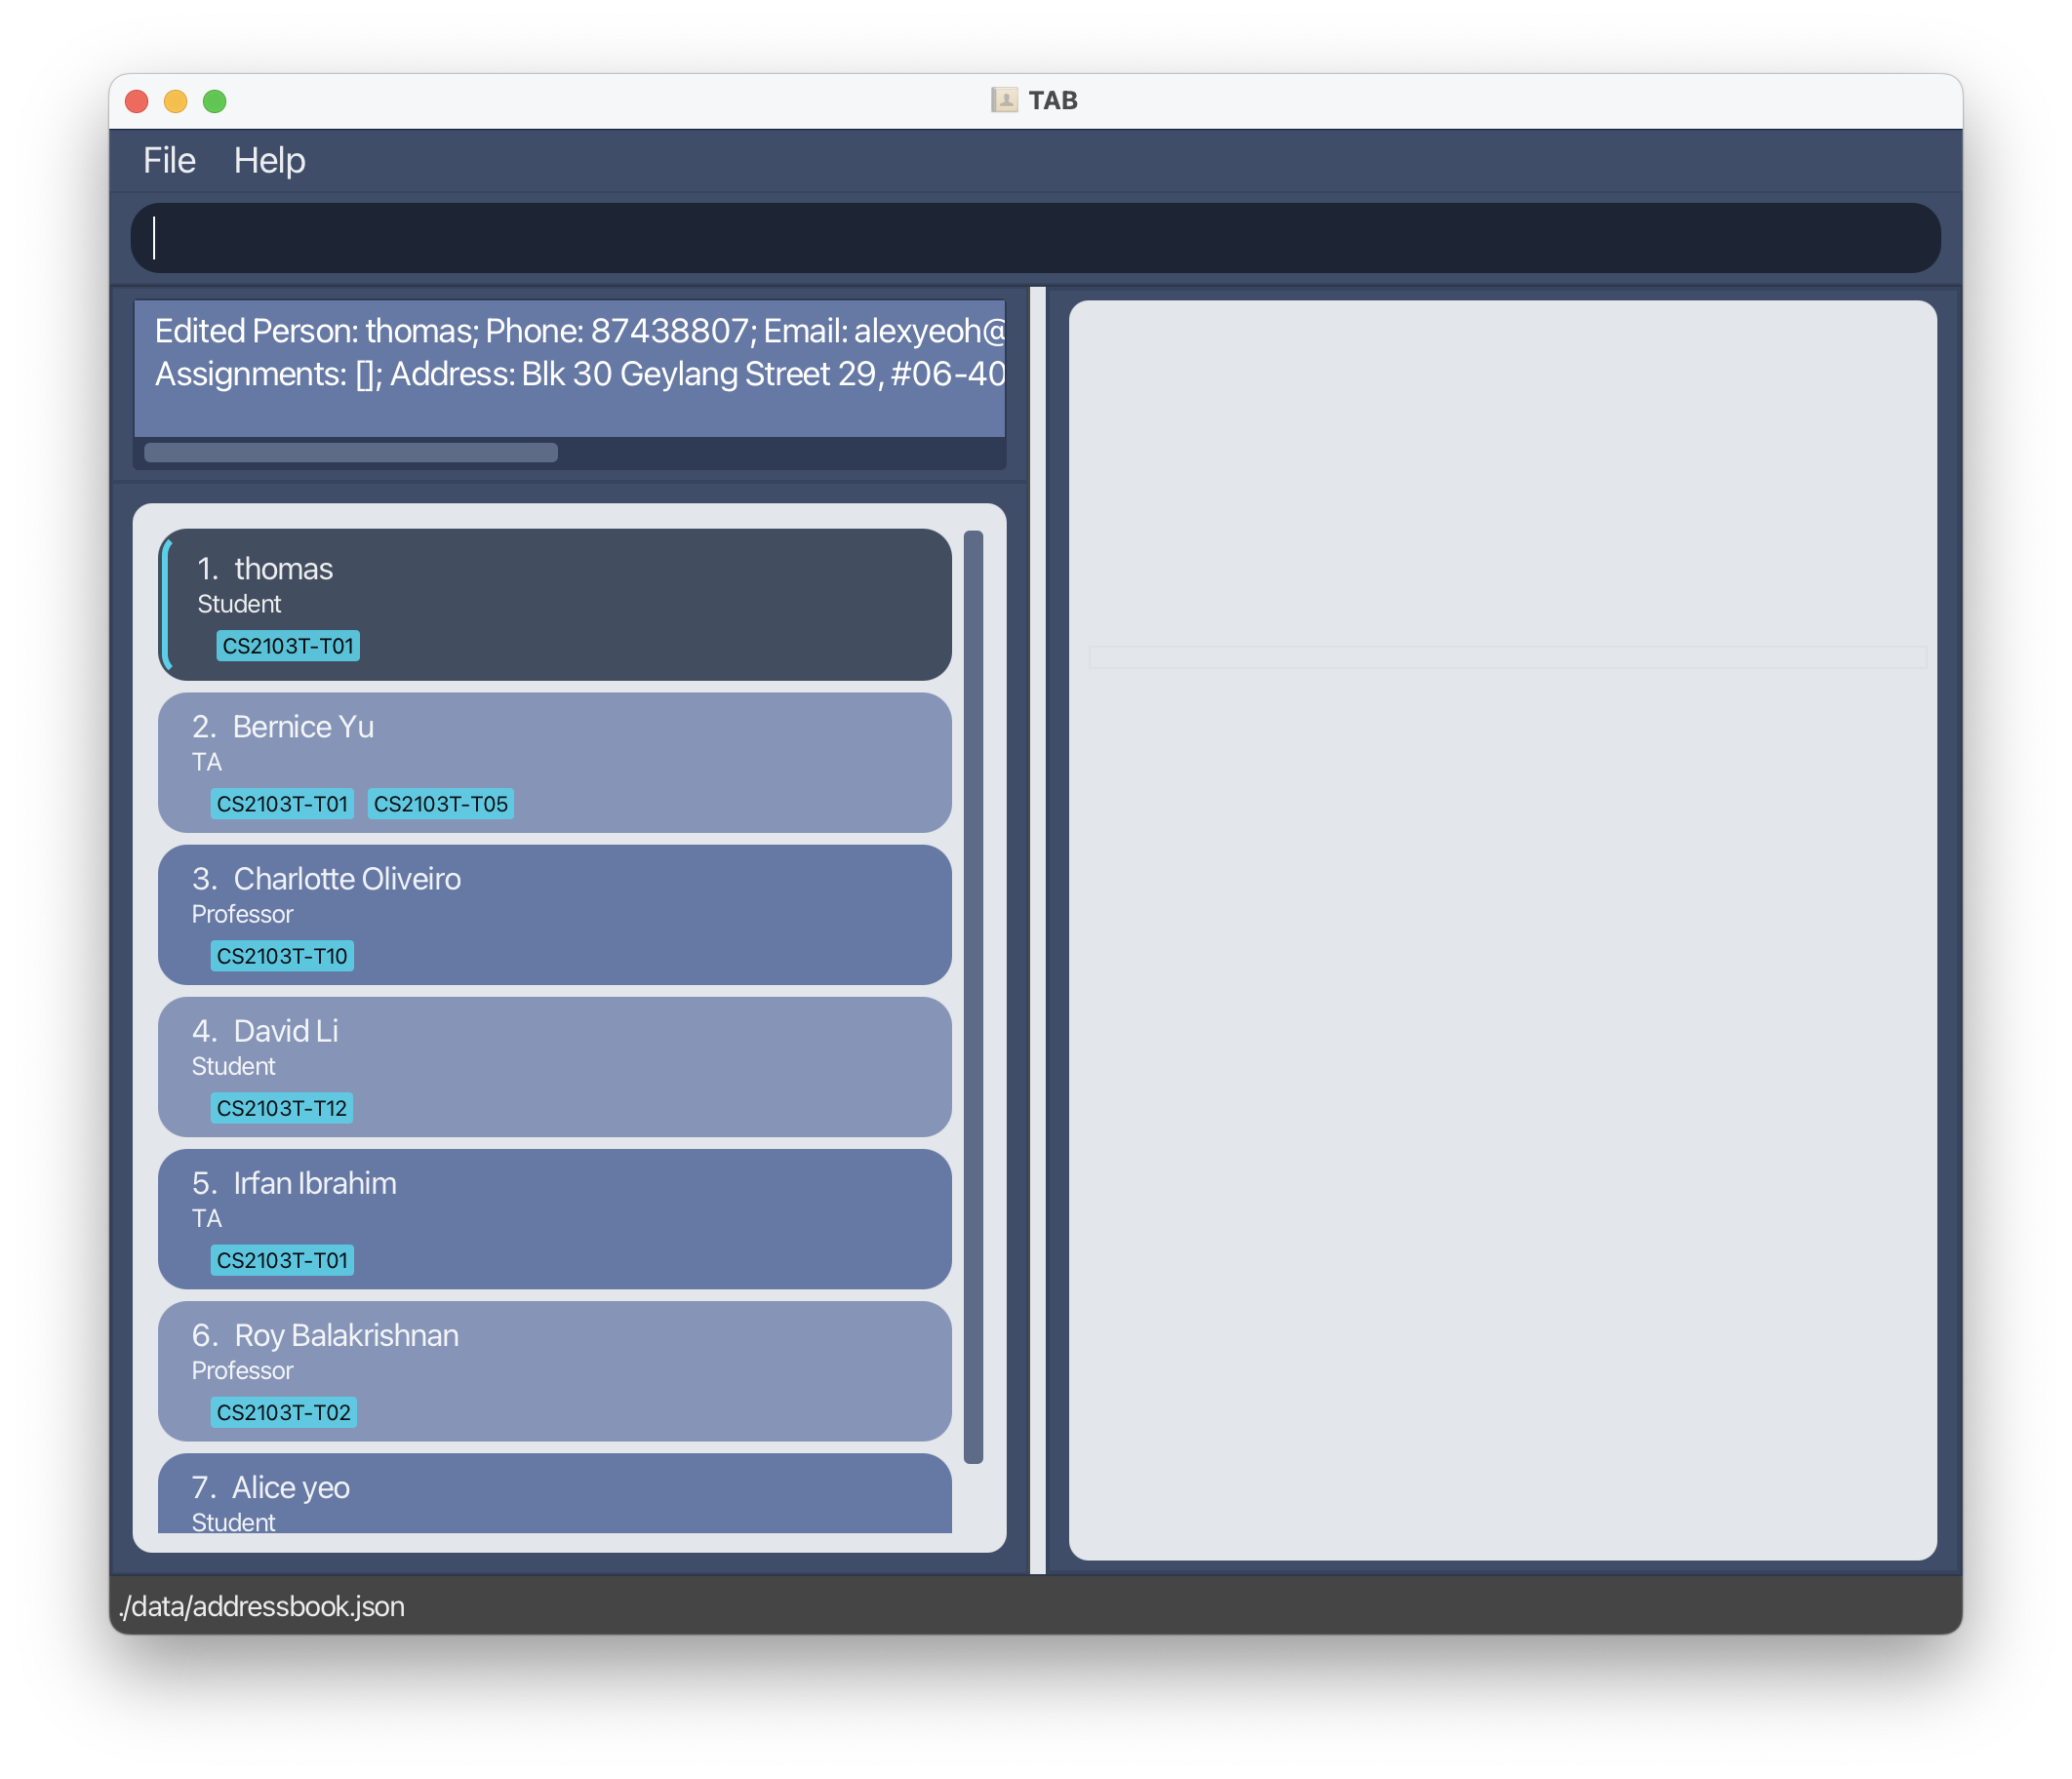 TAB
File Help
Edited Person: thomas; Phone: 87438807; Email: alexyeoh@
Assignments: []; Address: Blk 30 Geylang Street 29, #06-40
1. thomas
Student
CS2103T-T01
2. Bernice Yu
TA
CS2103T-T01 CS2103T-T05
3. Charlotte Oliveiro
Professor
CS2103T-T10
4. David Li
Student
CS2103T-T12
5. Irfan Ibrahim
TA
CS2103T-T01
6. Roy Balakrishnan
Professor
CS2103T-T02
7. Alice yeo
Student
./data/addressbook.json